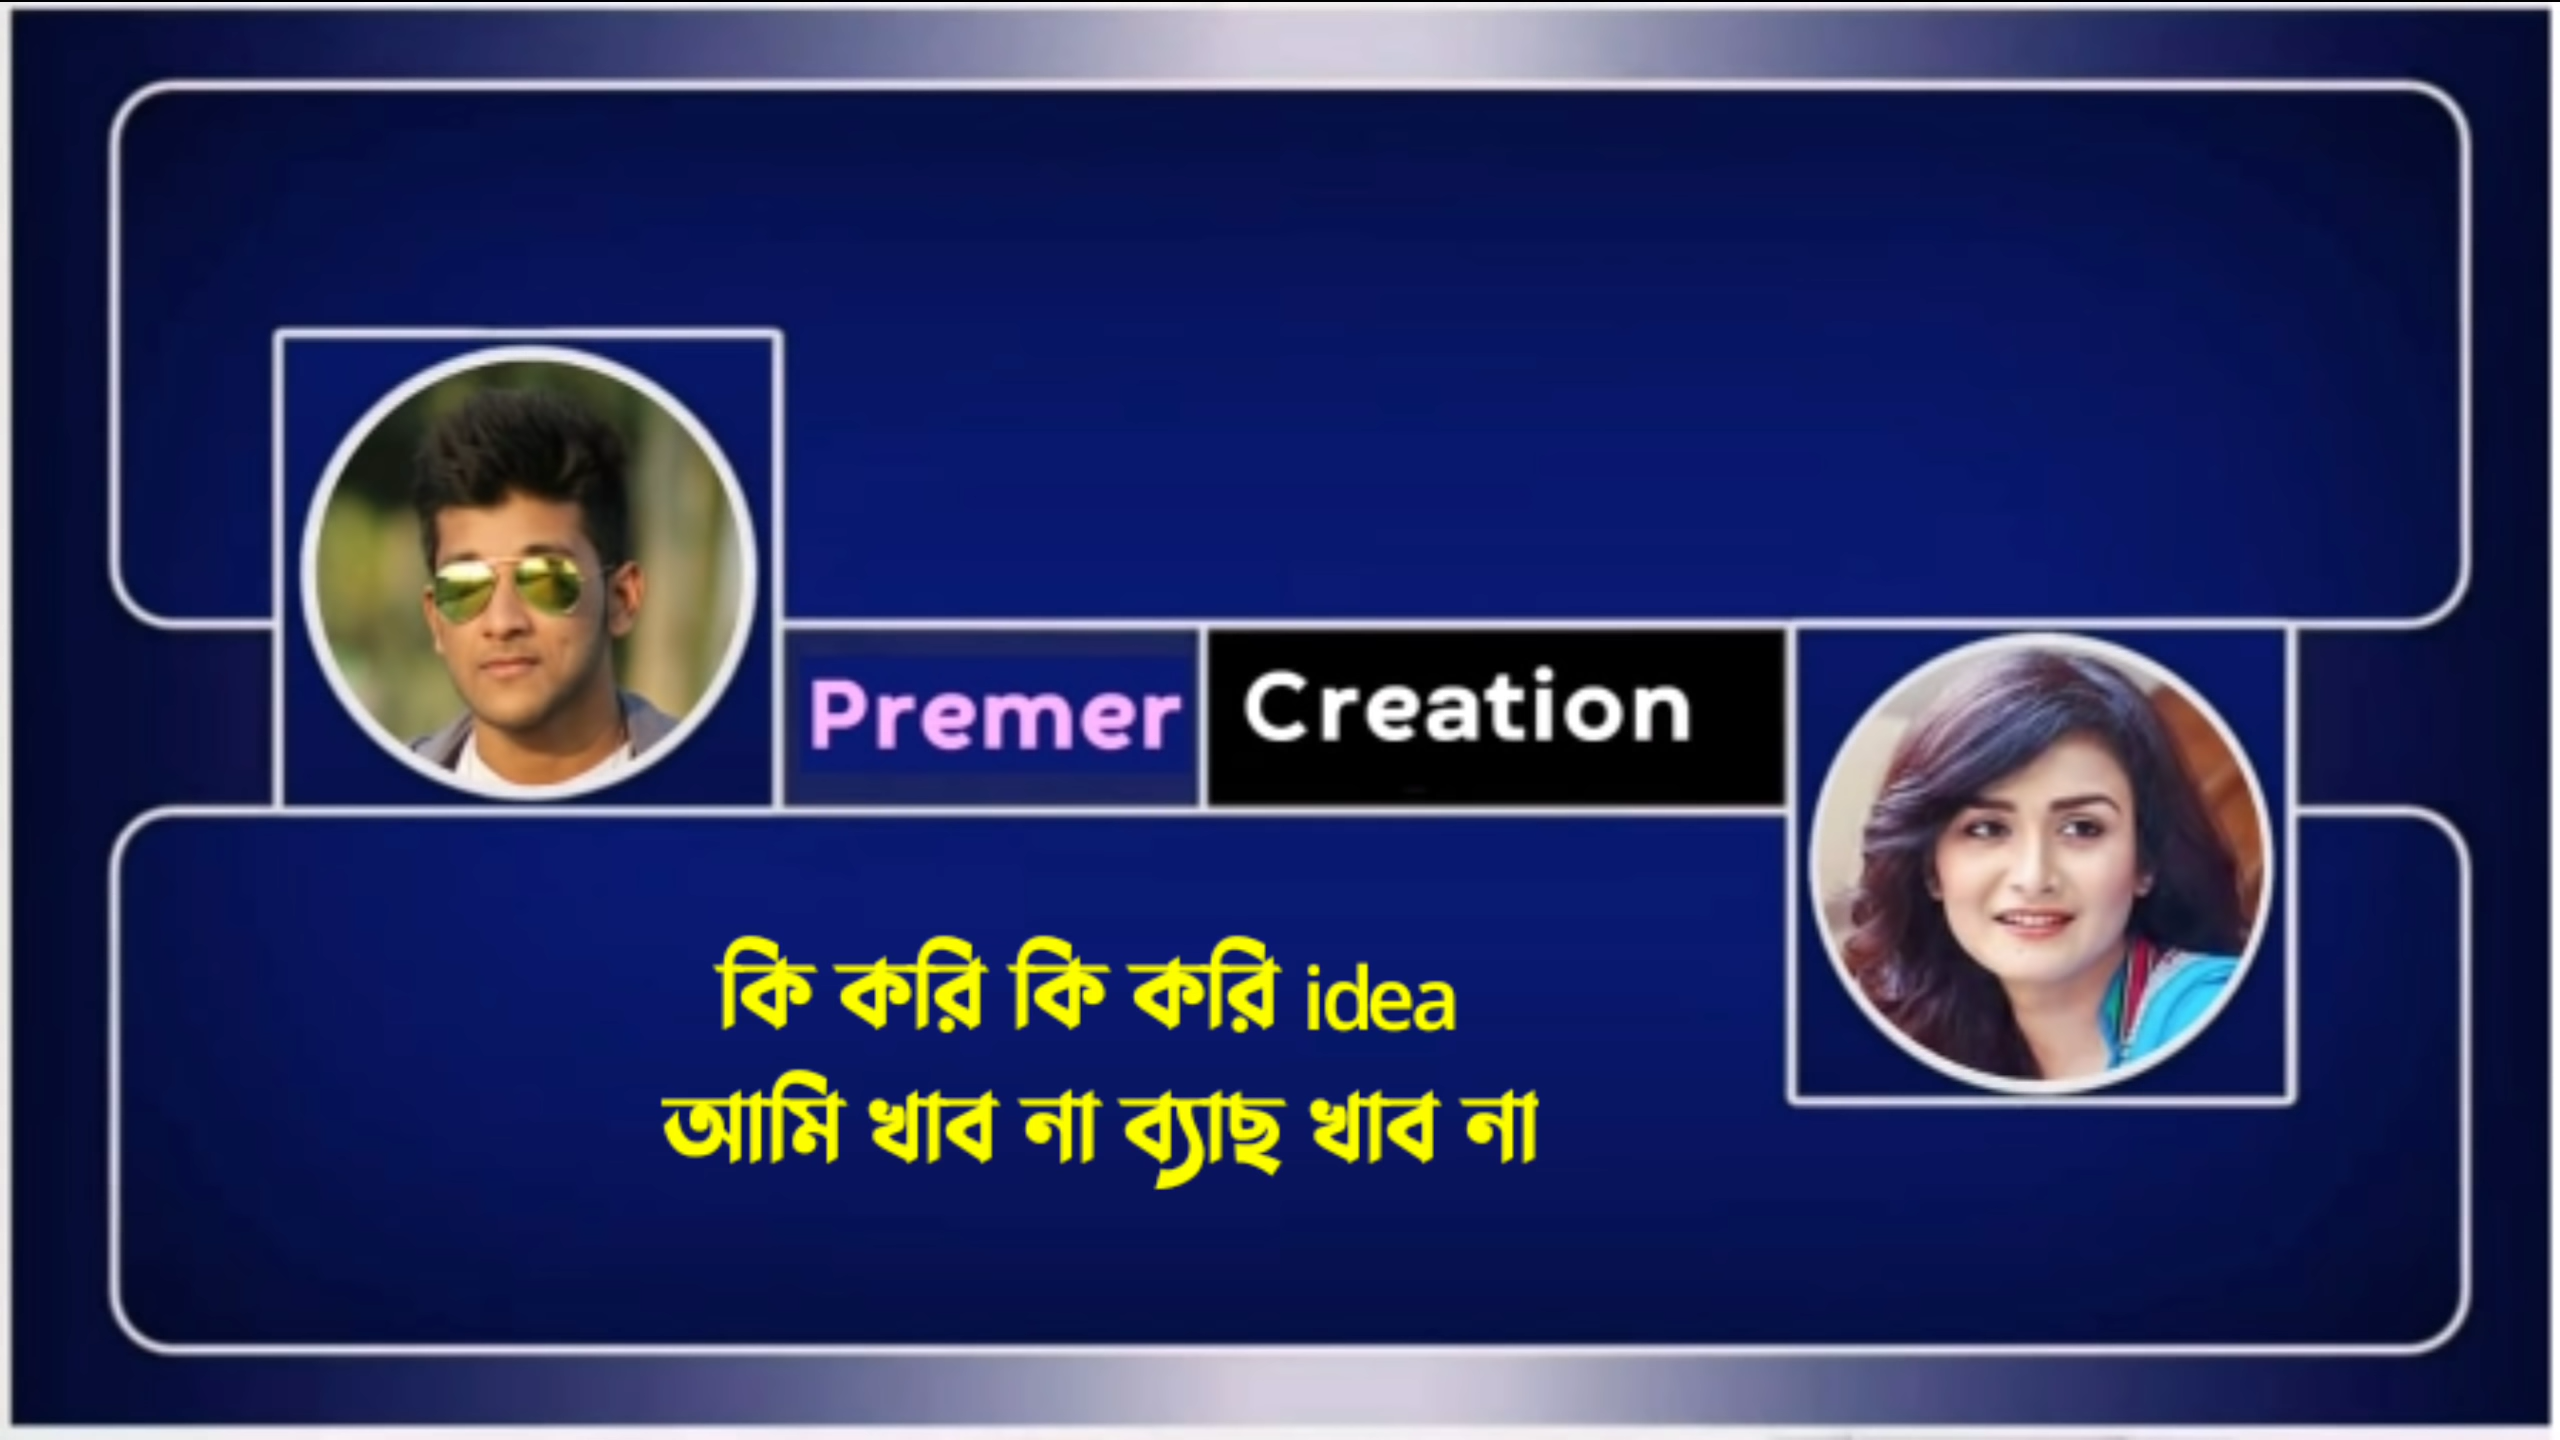 Premer Creation
কি করি কি করি idea
আমি খাব না ব্যাছ খাব না